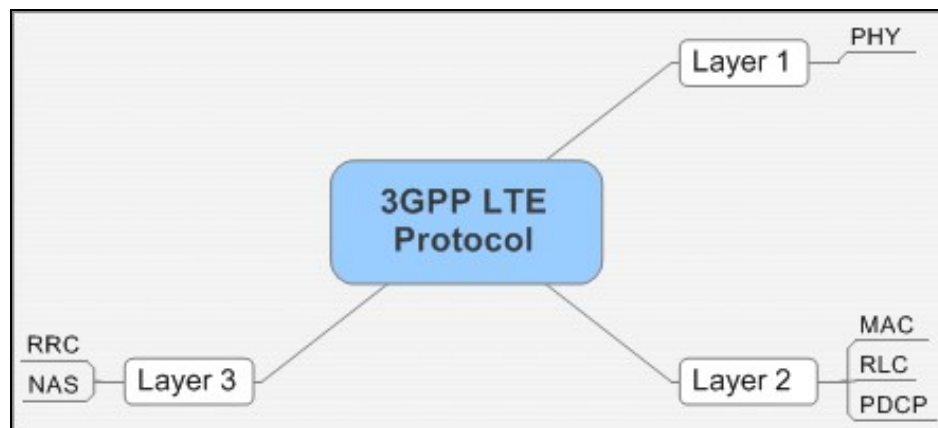 PHY
Layer 1
3GPP LTE
Protocol
RRC
NAS
Layer 3
Layer 2
MAC
RLC
PDCP